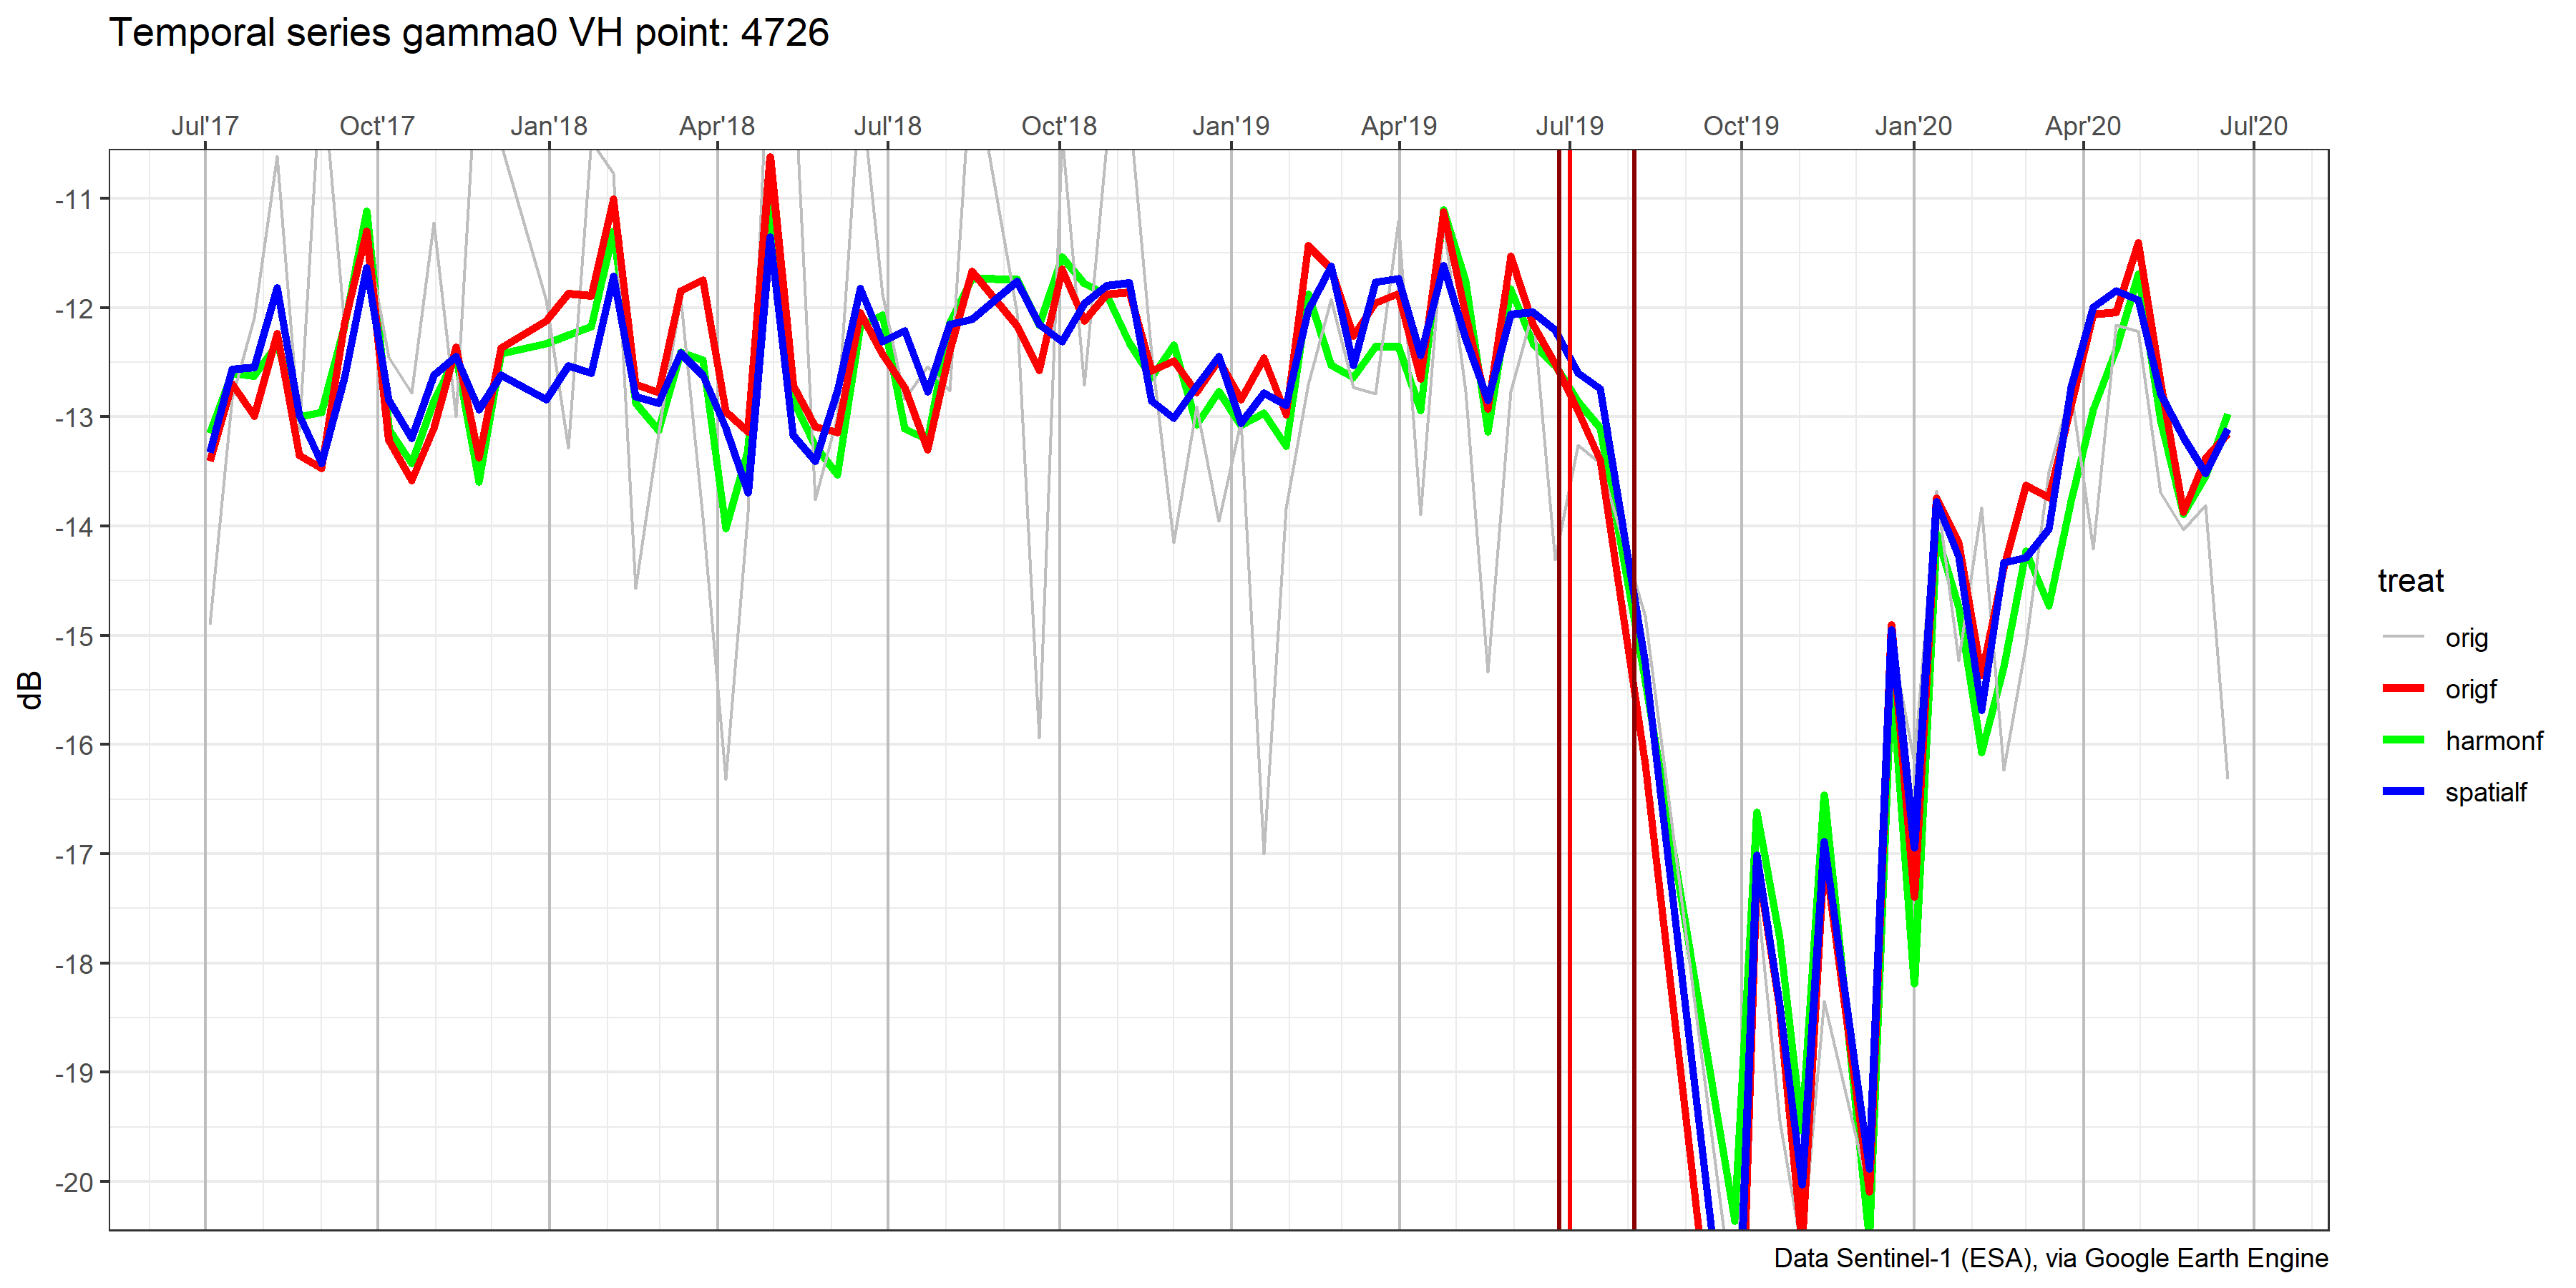 Temporal series gamma0 VH point: 4726
Jul'17 Oct'17 Jan'18 Apr'18 Jul'18 Oct'18 Jan'19 Apr'19 Jul'19 Oct'19 Jan'20 Apr'20 Jul'20
-11
-12
-13
-14
-15
-16
-17
-18
-19
-20
dB
treat
orig
origf
harmonf
spatialf
Data Sentinel-1 (ESA), via Google Earth Engine